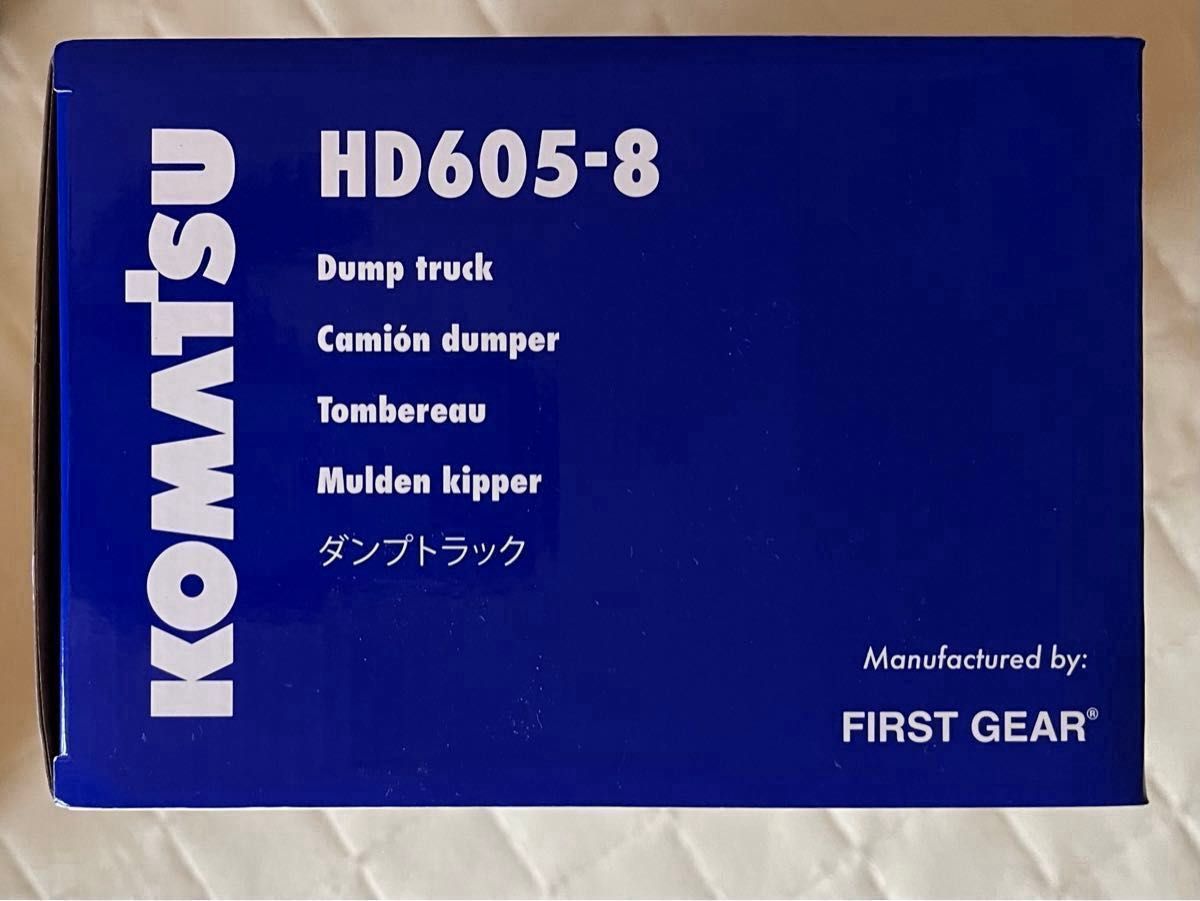 KOMATSU
HD605-8
Dump truck
Camión dumper
Tombereau
Mulden kipper
ダンプトラック
Manufactured by:
FIRST GEAR®